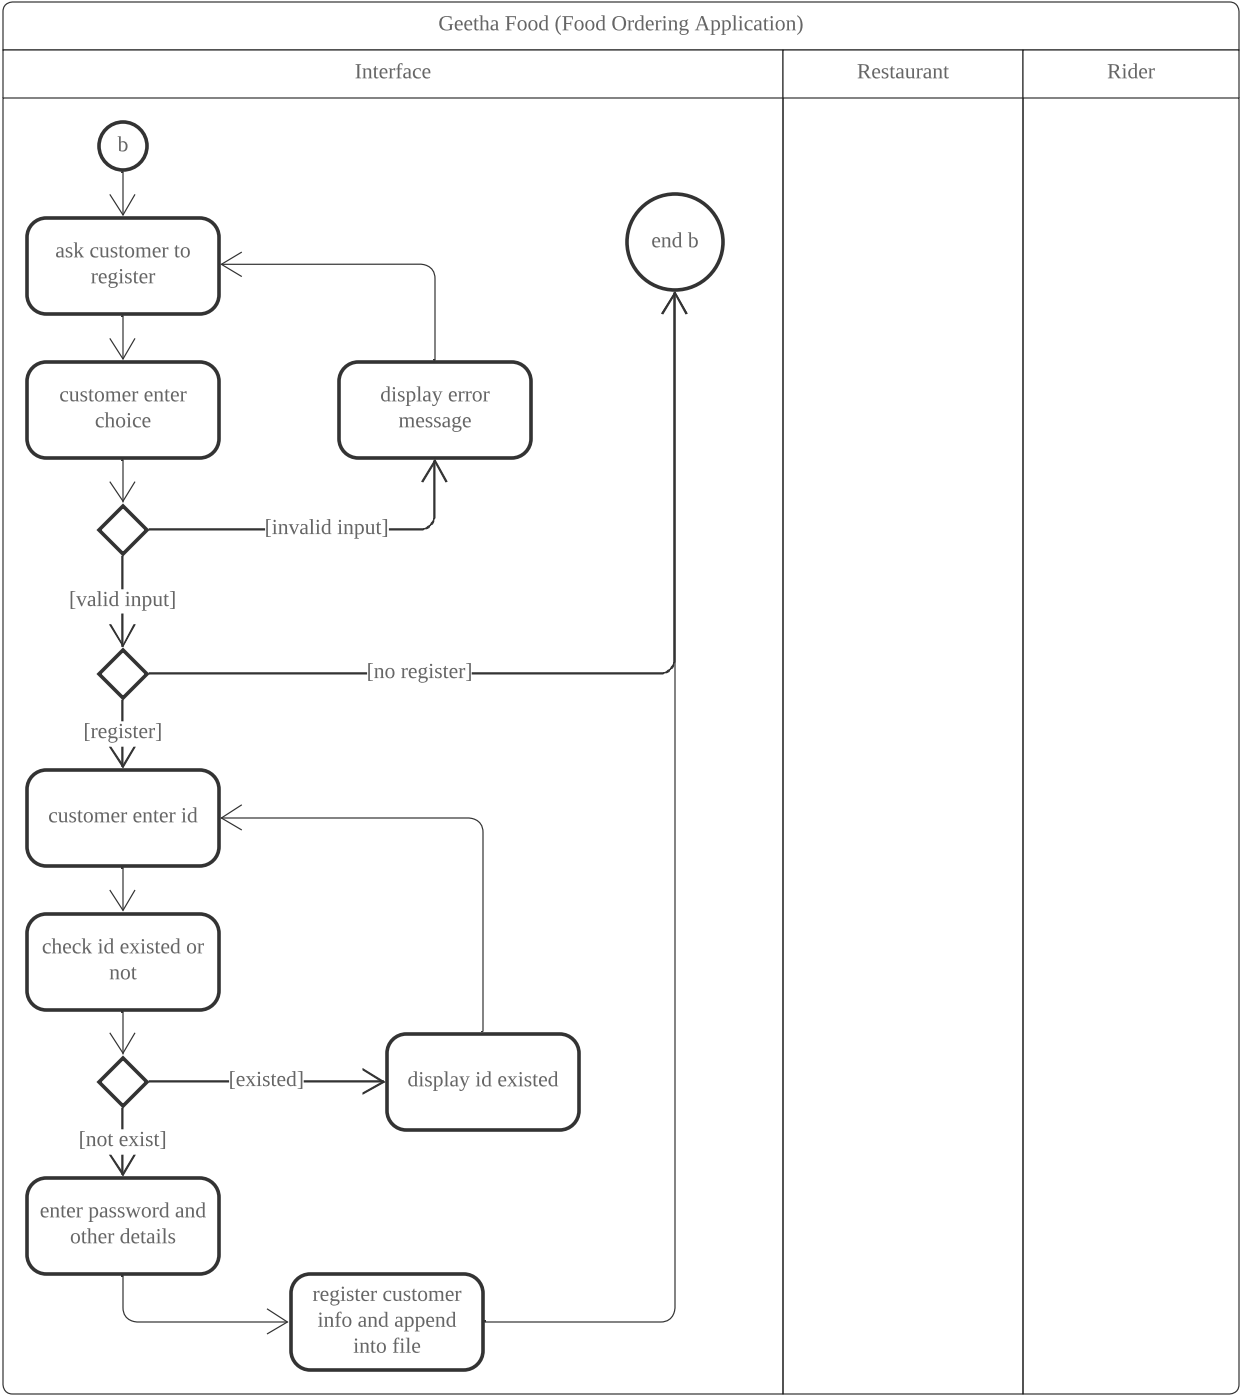 Geetha Food (Food Ordering Application)
Interface
Restaurant
Rider
b
ask customer to
register
end b
customer enter
choice
display error
message
[invalid input]
[valid input]
[no register]
[register]
customer enter id
check id existed or
not
[existed]
display id existed
[not exist]
enter password and
other details
register customer
info and append
into file